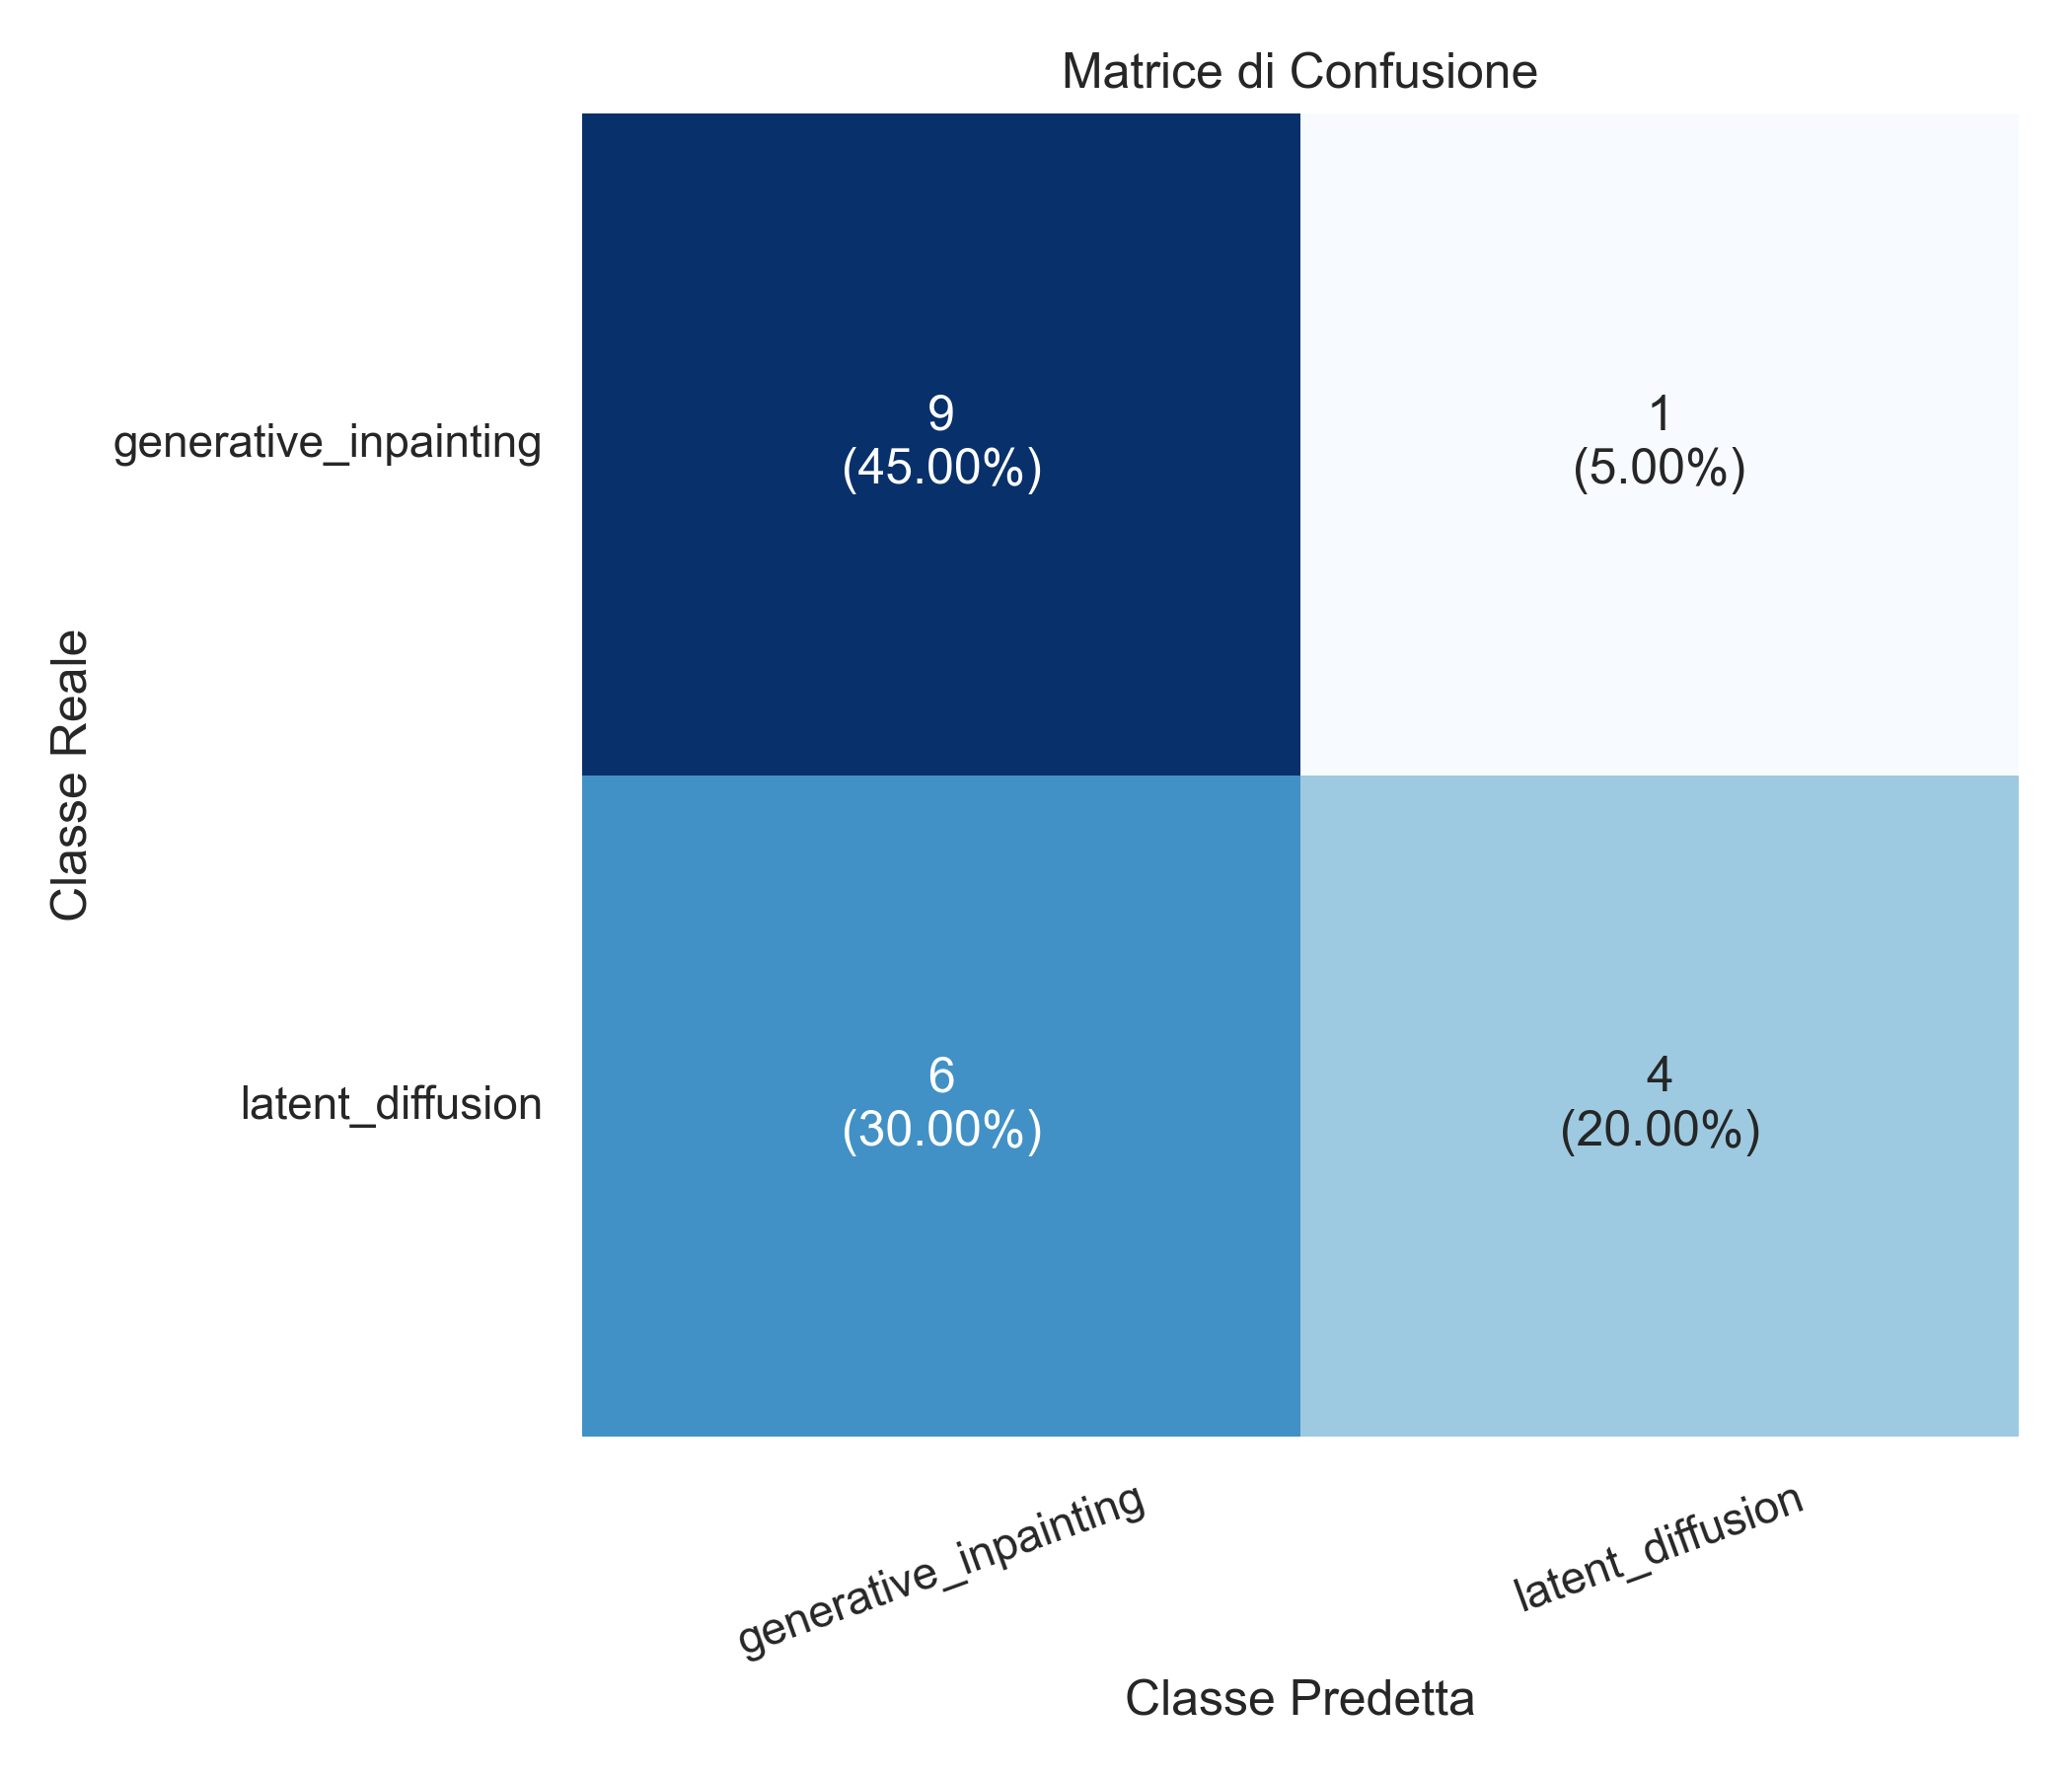 Matrice di Confusione
Classe Reale
generative_inpainting
9
(45.00%)
1
(5.00%)
latent_diffusion
6
(30.00%)
4
(20.00%)
generative_inpainting
latent_diffusion
Classe Predetta